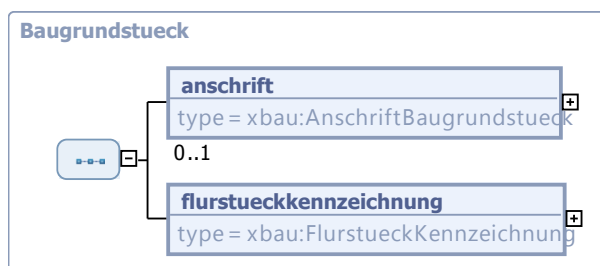 Baugrundstueck
anschrift
type = xbau:AnschriftBaugrundstueck
0..1
flurstueckkennzeichnung
type = xbau:FlurstueckKennzeichnung